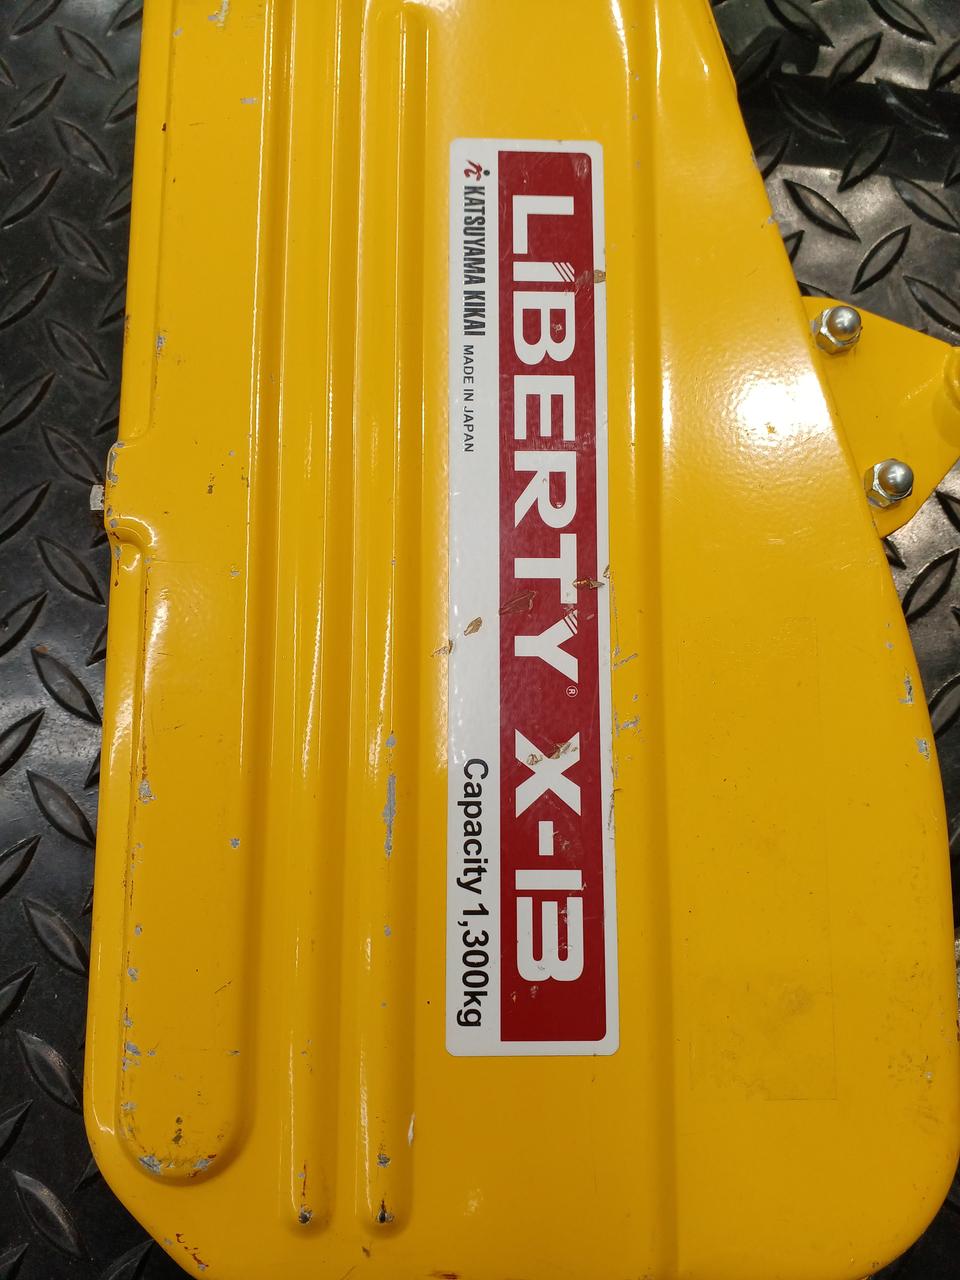 LIBERTY® X-13
KATSUYAMA KIKAI MADE IN JAPAN Capacity 1,300kg